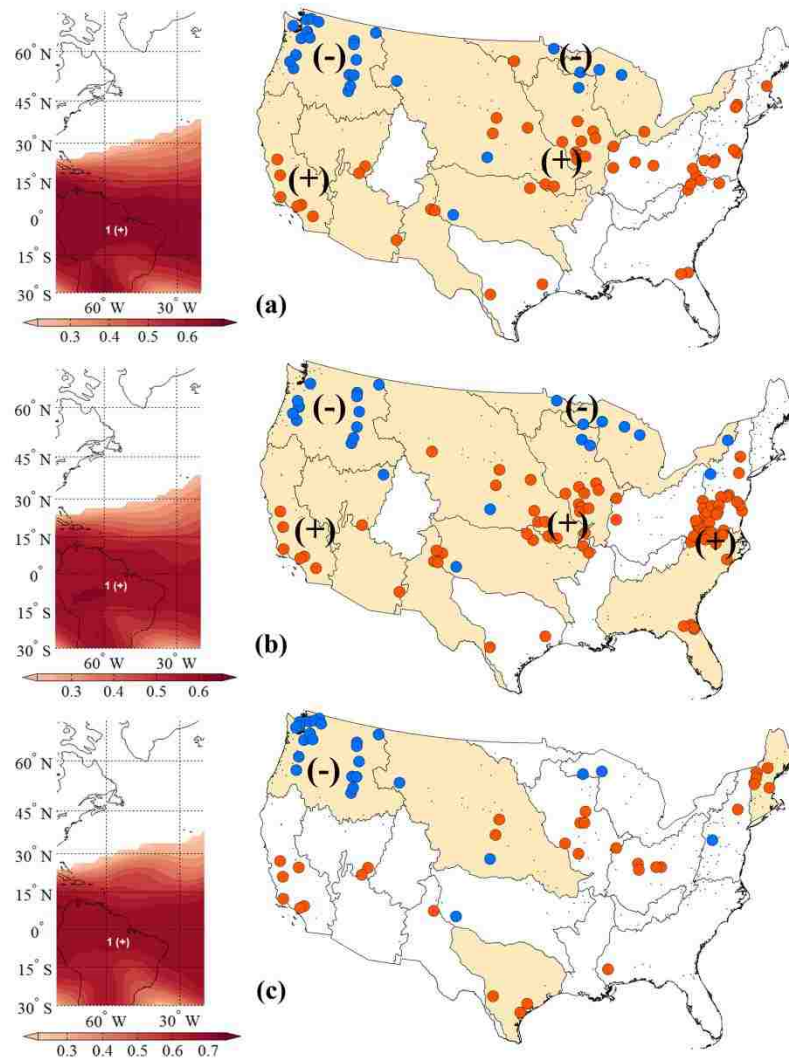 60° N
45° N
30° N
15° N
0° N
15° S
30° S
1 (+)
60° W 30° W
0.3 0.4 0.5 0.6
(-)
(-)
(+)
(+)
(a)
60° N
45° N
30° N
15° N
0° N
15° S
30° S
1 (+)
60° W 30° W
0.3 0.4 0.5 0.6
(-)
(-)
(+)
(+)
(+)
(b)
60° N
45° N
30° N
15° N
0° N
15° S
30° S
1 (+)
60° W 30° W
0.3 0.4 0.5 0.6 0.7
(-)
(c)